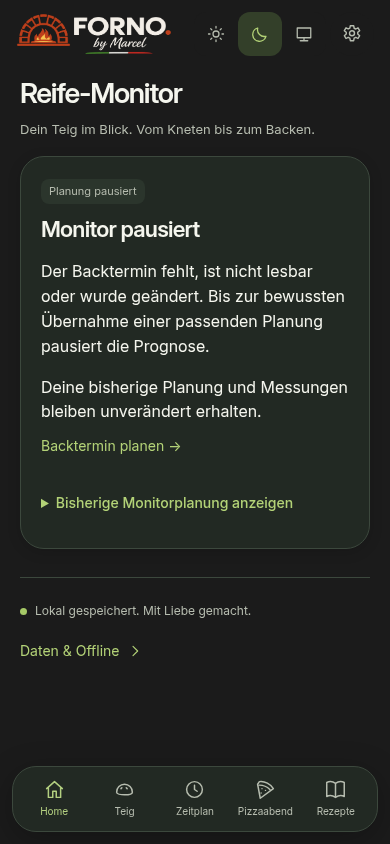 FORNO.
by Marcel
Reife-Monitor
Dein Teig im Blick. Vom Kneten bis zum Backen.
Planung pausiert
Monitor pausiert
Der Backtermin fehlt, ist nicht lesbar
oder wurde geändert. Bis zur bewussten
Übernahme einer passenden Planung
pausiert die Prognose.
Deine bisherige Planung und Messungen
bleiben unverändert erhalten.
Backtermin planen →
▶ Bisherige Monitorplanung anzeigen
Lokal gespeichert. Mit Liebe gemacht.
Daten & Offline
Home Teig Zeitplan Pizzaabend Rezepte